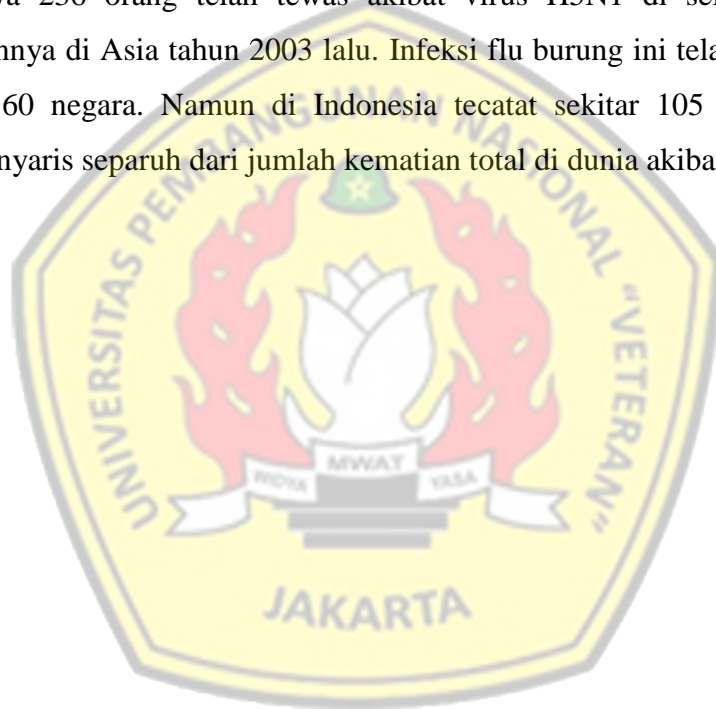 236 orang telah tewas akibat virus H5N1 di se
nya di Asia tahun 2003 lalu. Infeksi flu burung ini tela
60 negara. Namun di Indonesia tecatat sekitar 105
nyaris separuh dari jumlah kematian total di dunia akiba
UNIVERSITAS PEMBANGUNAN NASIONAL "VETERAN"
WIDYA MWAT YASA
JAKARTA